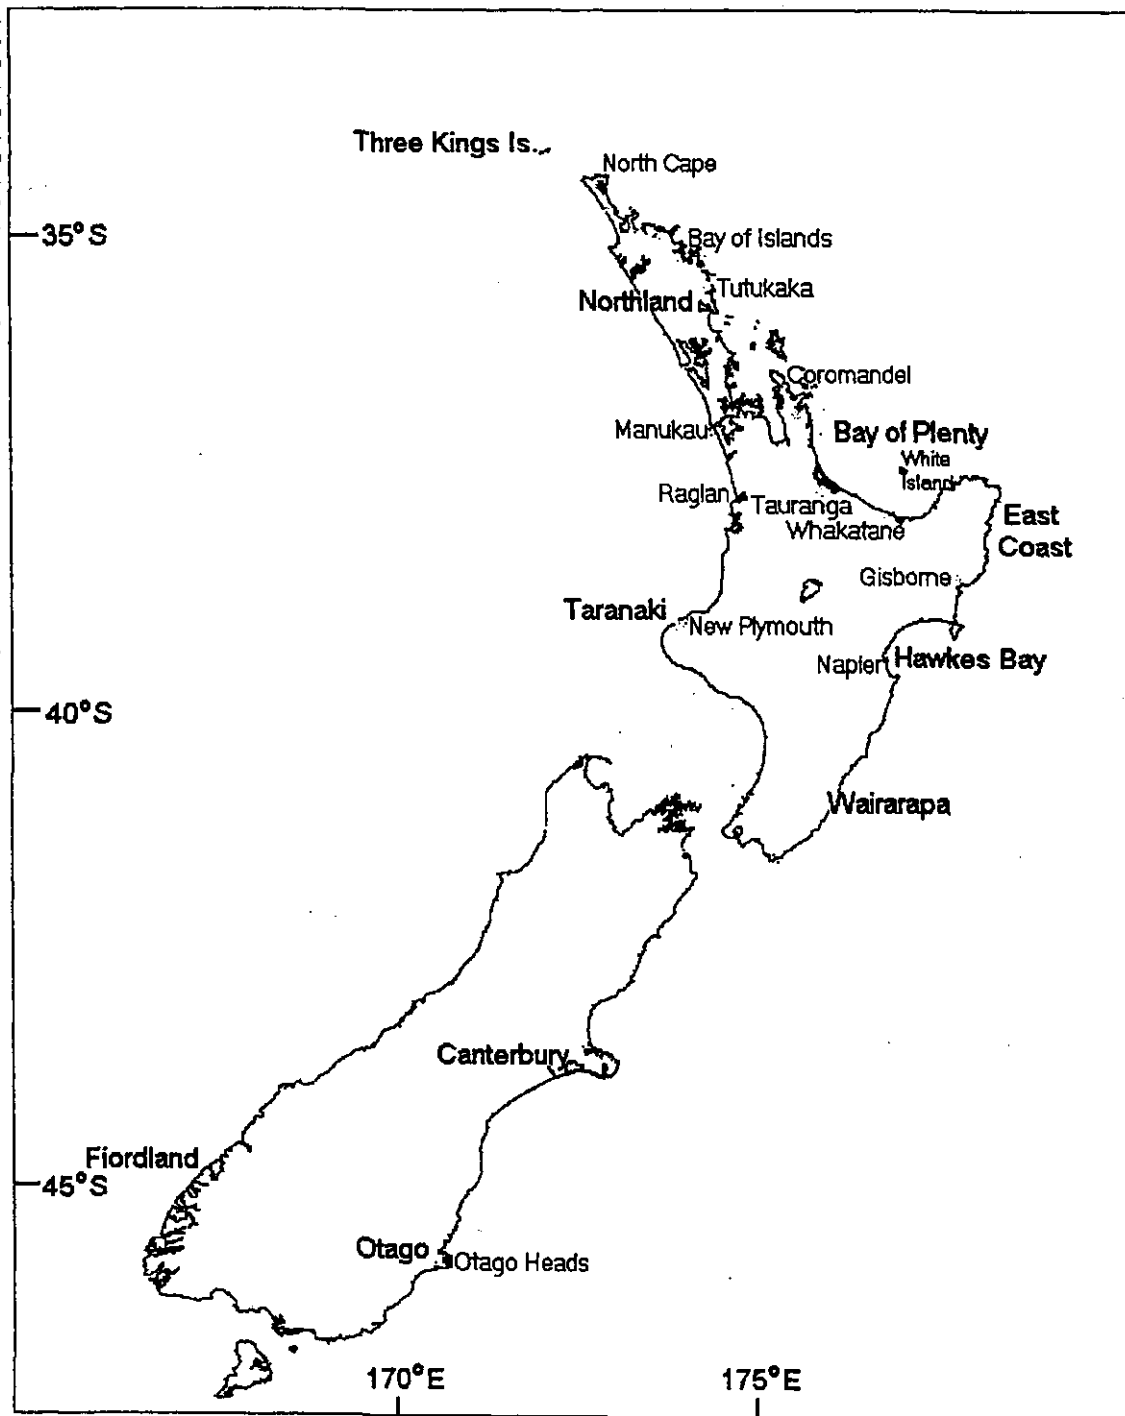 Three Kings Is.
North Cape
35°S
Bay of Islands
Tutukaka
Northland
Coromandel
Manukau
Bay of Plenty
White
Island
Raglan
Tauranga
Whakatane
East
Coast
Gisborne
Taranaki
New Plymouth
Napier
Hawkes Bay
40°S
Wairarapa
Canterbury
Fiordland
45°S
Otago
Otago Heads
170°E
175°E